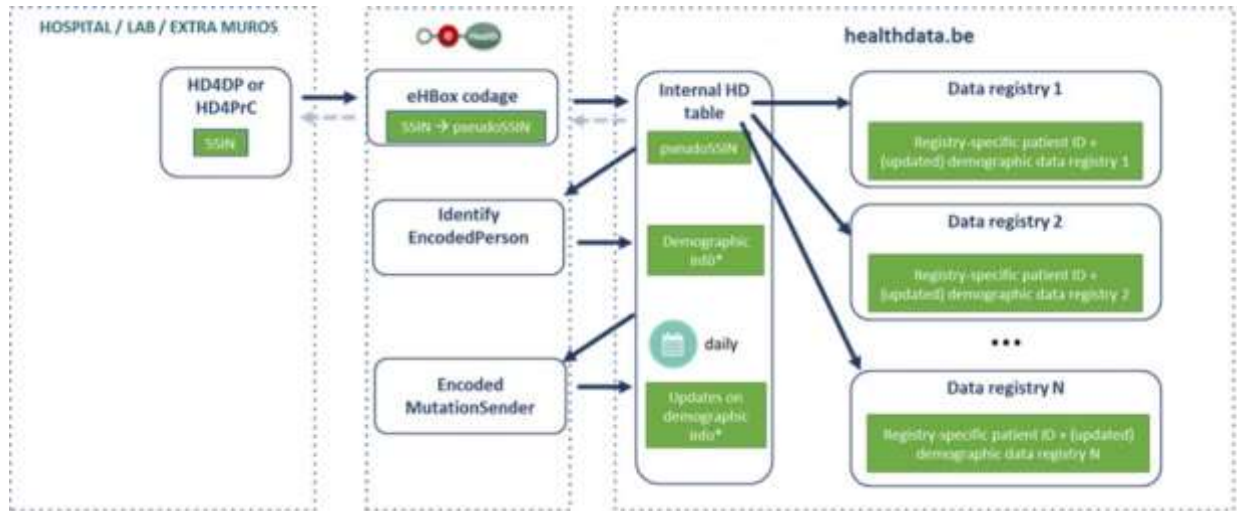 HOSPITAL / LAB / EXTRA MUROS
HD4DP or
HD4PrC
SSIN
eHBox codage
SSIN → pseudoSSIN
Identify
EncodedPerson
Encoded
MutationSender
healthdata.be
Internal HD
table
pseudoSSIN
Demographic
info*
daily
Updates on
demographic
info*
Data registry 1
Registry-specific patient ID +
(updated) demographic data registry 1
Data registry 2
Registry-specific patient ID +
(updated) demographic data registry 2
•••
Data registry N
Registry-specific patient ID + (updated)
demographic data registry N